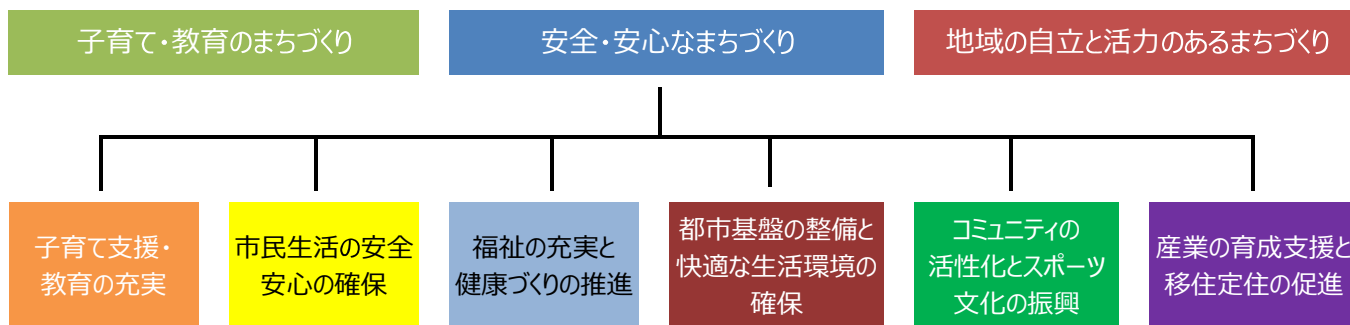 子育て・教育のまちづくり
安全・安心なまちづくり
地域の自立と活力のあるまちづくり
子育て支援・
教育の充実
市民生活の安全
安心の確保
福祉の充実と
健康づくりの推進
都市基盤の整備と
快適な生活環境の
確保
コミュニティの
活性化とスポーツ
文化の振興
産業の育成支援と
移住定住の促進